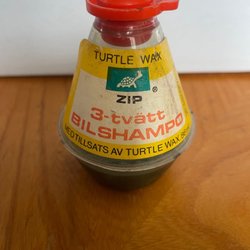 TURTLE WAX
ZIP ®
3-tvätt
BILSHAMPO
MED TILLSATS AV TURTLE WAX